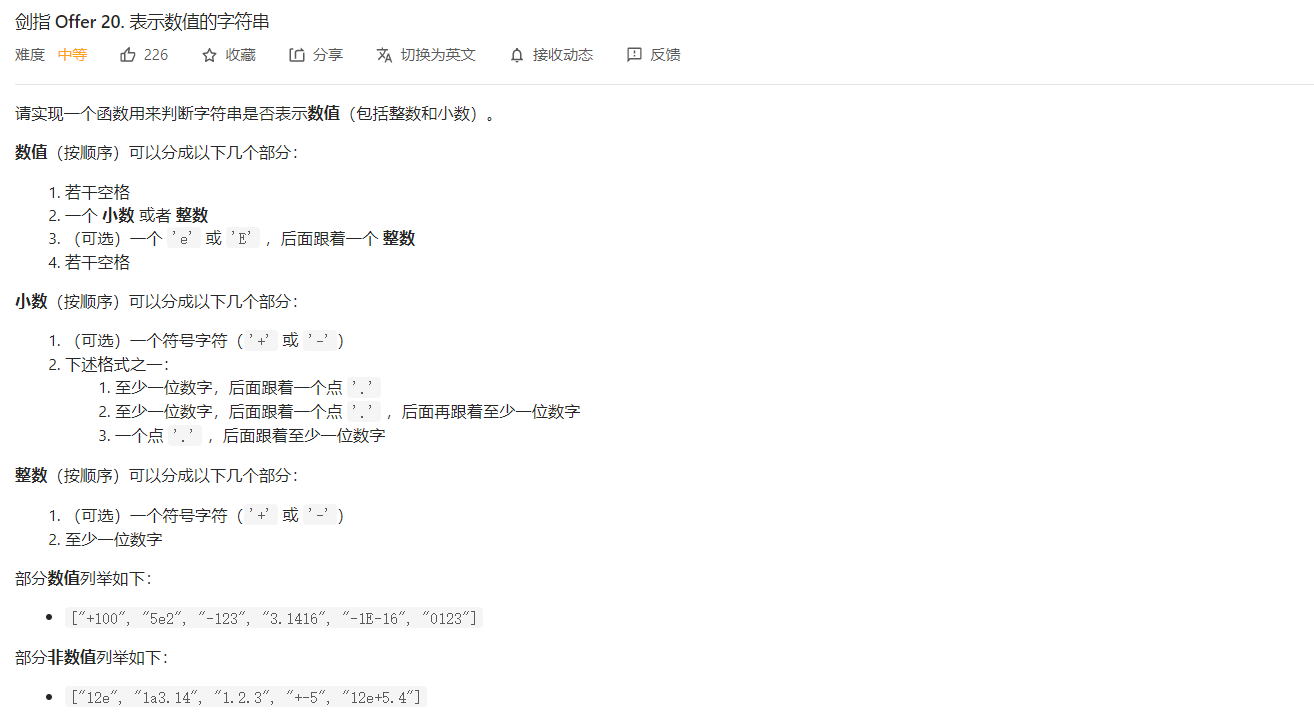 剑指 Offer 20. 表示数值的字符串
难度 中等 226 收藏 分享 切换为英文 接收动态 反馈
请实现一个函数用来判断字符串是否表示数值（包括整数和小数）。
数值（按顺序）可以分成以下几个部分：
1. 若干空格
2. 一个 小数 或者 整数
3. （可选）一个 'e' 或 'E' ，后面跟着一个 整数
4. 若干空格
小数（按顺序）可以分成以下几个部分：
1. （可选）一个符号字符（'+' 或 '-'）
2. 下述格式之一：
1. 至少一位数字，后面跟着一个点 '.'
2. 至少一位数字，后面跟着一个点 '.' ，后面再跟着至少一位数字
3. 一个点 '.' ，后面跟着至少一位数字
整数（按顺序）可以分成以下几个部分：
1. （可选）一个符号字符（'+' 或 '-'）
2. 至少一位数字
部分数值列举如下：
• ["+100", "5e2", "-123", "3.1416", "-1E-16", "0123"]
部分非数值列举如下：
• ["12e", "1a3.14", "1.2.3", "+-5", "12e+5.4"]